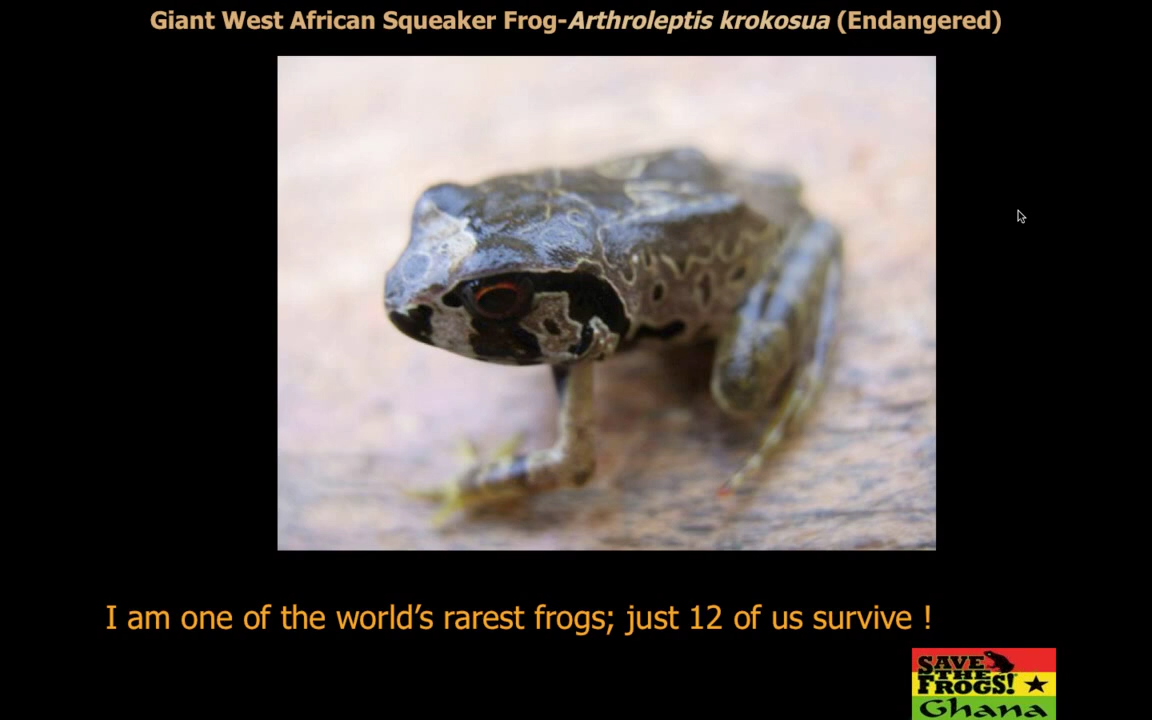 Giant West African Squeaker Frog-Arthroleptis krokosua (Endangered)
I am one of the world’s rarest frogs; just 12 of us survive !
SAVE
THE
FROGS!
Ghana